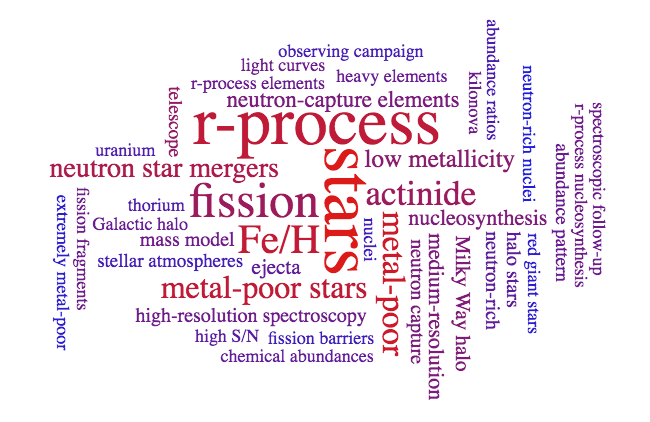 observing campaign
light curves
r-process elements
heavy elements
neutron-capture elements
telescope
kilonova
abundance ratios
neutron-rich nuclei
spectroscopic follow-up
r-process nucleosynthesis
abundance pattern
r-process
uranium
neutron star mergers
stars
low metallicity
fission
actinide
thorium
nucleosynthesis
Galactic halo
fission fragments
extremely metal-poor
mass model
Fe/H
nuclei
metal-poor
stellar atmospheres
ejecta
neutron capture
medium-resolution
Milky Way halo
neutron-rich
halo stars
red giant stars
metal-poor stars
high-resolution spectroscopy
high S/N
fission barriers
chemical abundances